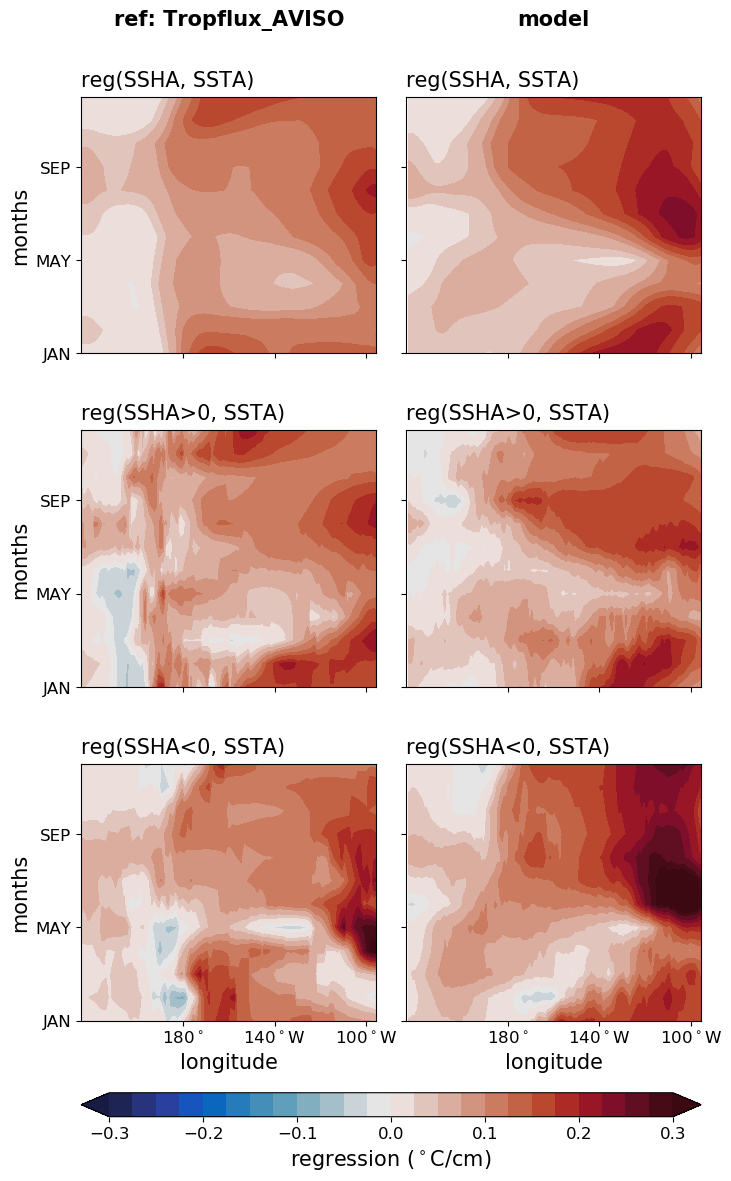 ref: Tropflux_AVISO model
reg(SSHA, SSTA) reg(SSHA, SSTA)
SEP
MAY
JAN
months
reg(SSHA>0, SSTA) reg(SSHA>0, SSTA)
SEP
MAY
JAN
months
reg(SSHA<0, SSTA) reg(SSHA<0, SSTA)
SEP
MAY
JAN
months
180° 140°W 100°W 180° 140°W 100°W
longitude longitude
−0.3 −0.2 −0.1 0.0 0.1 0.2 0.3
regression (°C/cm)